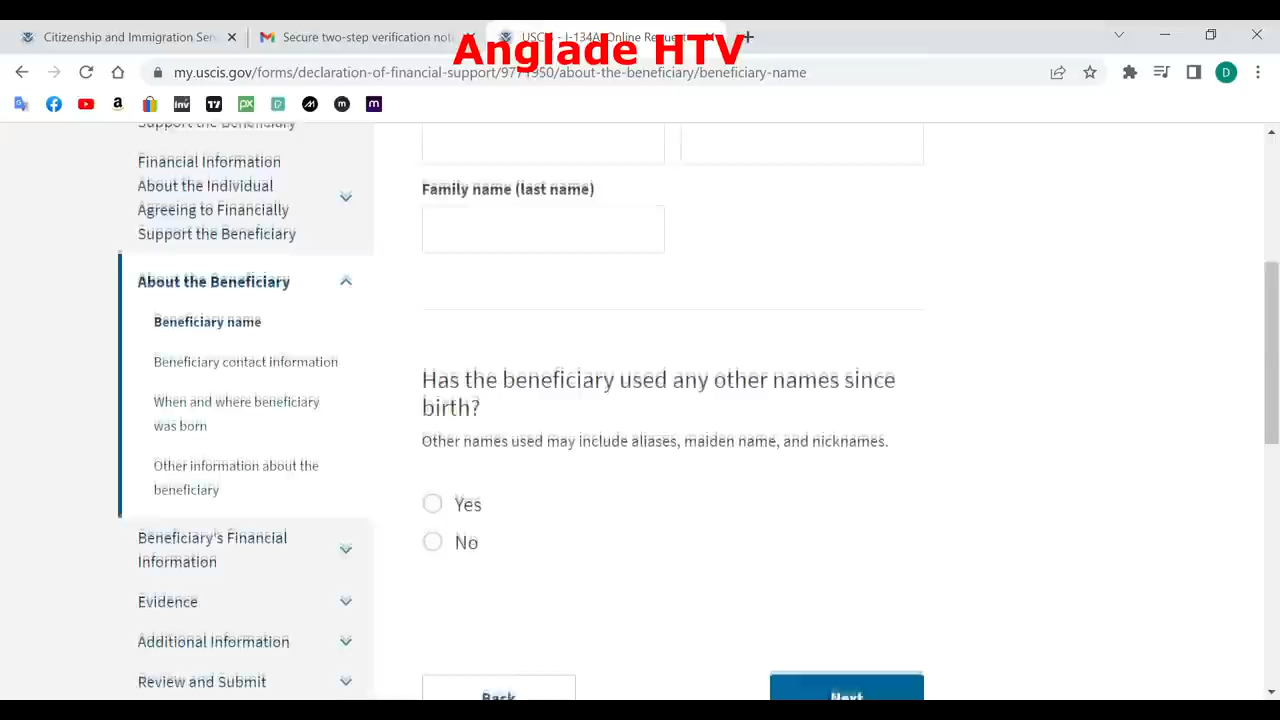 Anglade HTV
Citizenship and Immigration Ser
Secure two-step verification not
USCIS - I-134A Online Reques
my.uscis.gov/forms/declaration-of-financial-support/9771950/about-the-beneficiary/beneficiary-name
D
Support the Beneficiary
Financial Information
About the Individual
Agreeing to Financially
Support the Beneficiary
About the Beneficiary
Beneficiary name
Beneficiary contact information
When and where beneficiary
was born
Other information about the
beneficiary
Beneficiary's Financial
Information
Evidence
Additional Information
Review and Submit
Family name (last name)
Has the beneficiary used any other names since
birth?
Other names used may include aliases, maiden name, and nicknames.
Yes
No
Back
Next